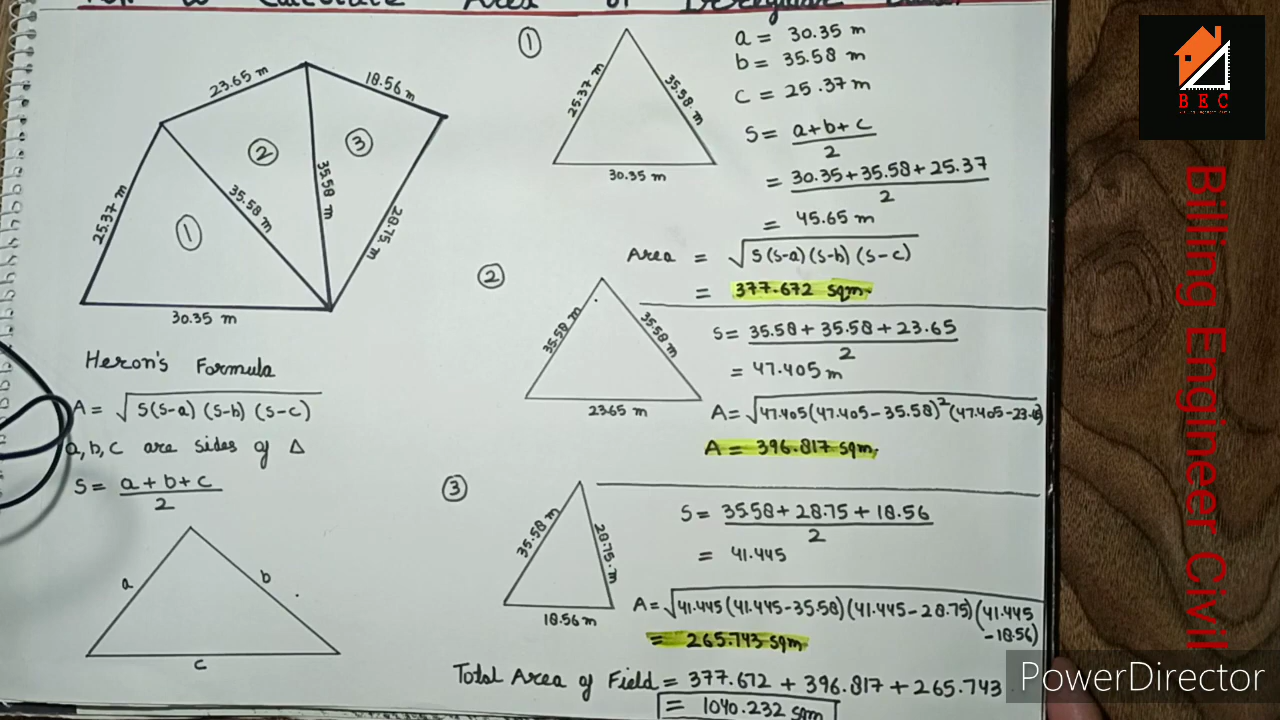 How to Calculate Area of
23.65 m
18.56 m
25.37 m
35.58 m
35.58 m
28.75 m
30.35 m
①
②
③
Heron's Formula
A = √S(S-a) (S-b) (S-c)
a, b, c are sides of Δ
S = a + b + c
2
a
b
c
①
25.37 m
35.58 m
30.35 m
a = 30.35 m
b = 35.58 m
c = 25.37 m
S = a+b+c
2
= 30.35+35.58+25.37
2
= 45.65 m
Area = √S(S-a) (S-b) (S-c)
= 377.672 sqm.
②
35.58 m
35.58 m
23.65 m
S = 35.58 + 35.58 + 23.65
2
= 47.405 m
A = √47.405(47.405-35.58)² (47.405-23.65)
A = 396.817 sqm.
③
35.58 m
28.75 m
18.56 m
S = 35.58 + 28.75 + 18.56
2
= 41.445
A = √41.445(41.445-35.58)(41.445-28.75)(41.445
-18.56)
= 265.743 sqm
Total Area of Field = 377.672 + 396.817 + 265.743
= 1040.232 sqm
BEC
Billing Engineer Civil
PowerDirector